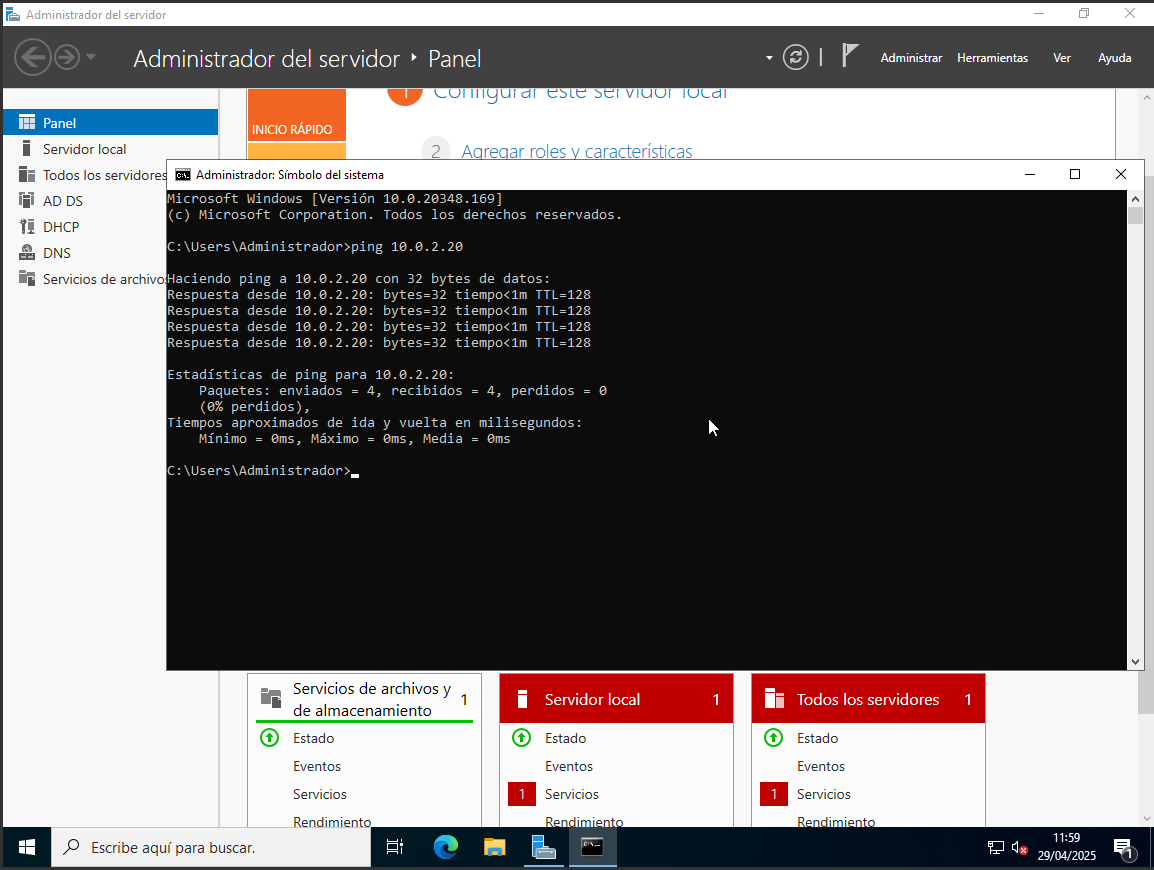 Administrador del servidor
Administrador del servidor ‣ Panel
Administrar Herramientas Ver Ayuda
Panel
Servidor local
Todos los servidores
AD DS
DHCP
DNS
Servicios de archivos
INICIO RÁPIDO
1 Configurar este servidor local
2 Agregar roles y características
Administrador: Símbolo del sistema
Microsoft Windows [Versión 10.0.20348.169]
(c) Microsoft Corporation. Todos los derechos reservados.
C:\Users\Administrador>ping 10.0.2.20
Haciendo ping a 10.0.2.20 con 32 bytes de datos:
Respuesta desde 10.0.2.20: bytes=32 tiempo<1m TTL=128
Respuesta desde 10.0.2.20: bytes=32 tiempo<1m TTL=128
Respuesta desde 10.0.2.20: bytes=32 tiempo<1m TTL=128
Respuesta desde 10.0.2.20: bytes=32 tiempo<1m TTL=128
Estadísticas de ping para 10.0.2.20:
Paquetes: enviados = 4, recibidos = 4, perdidos = 0
(0% perdidos),
Tiempos aproximados de ida y vuelta en milisegundos:
Mínimo = 0ms, Máximo = 0ms, Media = 0ms
C:\Users\Administrador>
Servicios de archivos y
de almacenamiento 1
Estado
Eventos
Servicios
Rendimiento
Servidor local 1
Estado
Eventos
1 Servicios
Rendimiento
Todos los servidores 1
Estado
Eventos
1 Servicios
Rendimiento
Escribe aquí para buscar.
11:59
29/04/2025
1